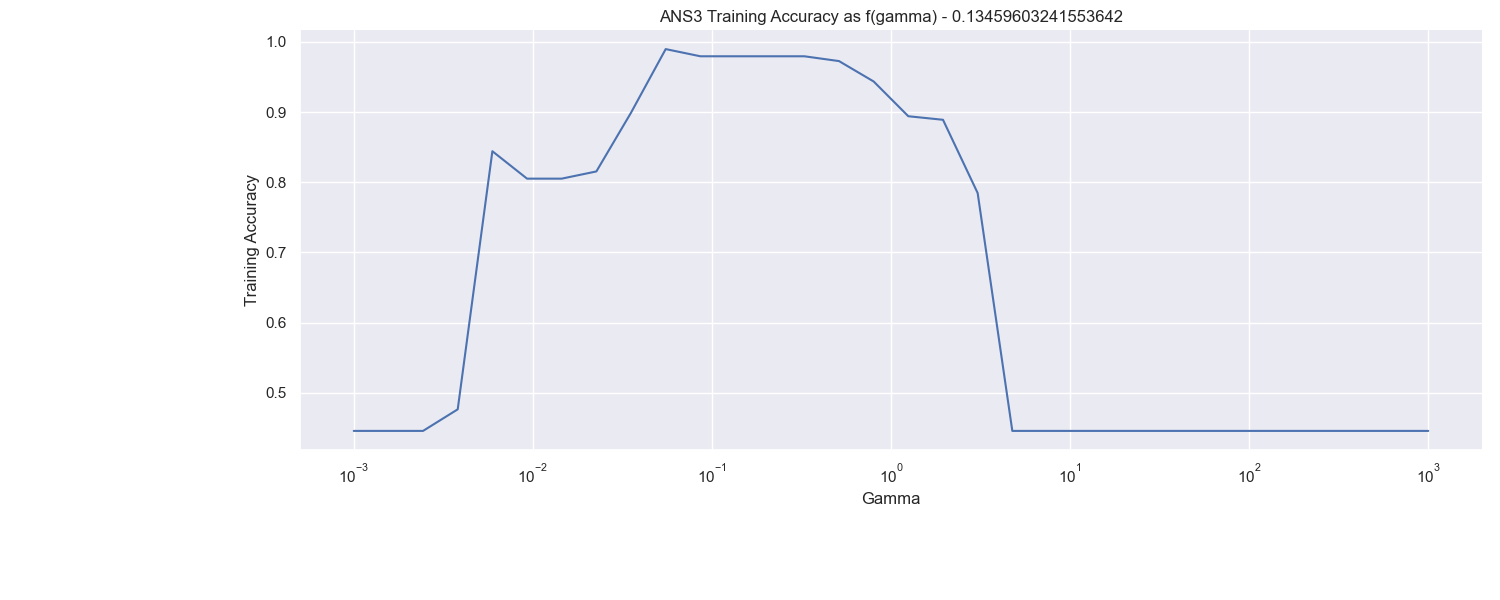 ANS3 Training Accuracy as f(gamma) - 0.13459603241553642
1.0
0.9
0.8
0.7
0.6
0.5
Training Accuracy
10⁻³ 10⁻² 10⁻¹ 10⁰ 10¹ 10² 10³
Gamma